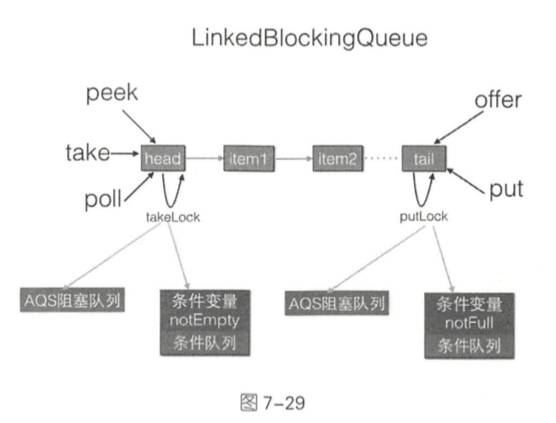 LinkedBlockingQueue
peek
offer
take
head
item1
item2
tail
poll
put
takeLock
putLock
AQS阻塞队列
条件变量
notEmpty
条件队列
AQS阻塞队列
条件变量
notFull
条件队列
图 7-29